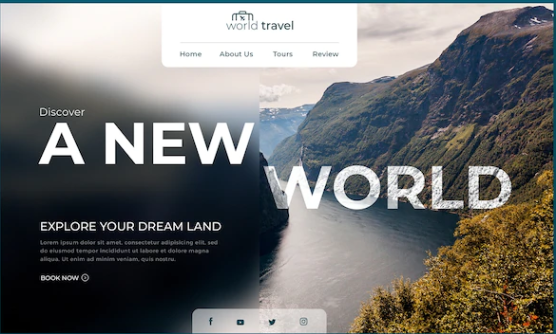 world travel
Home About Us Tours Review
Discover
A NEW
WORLD
EXPLORE YOUR DREAM LAND
Lorem ipsum dolor sit amet, consectetur adipisicing elit, sed
do eiusmod tempor incididunt ut labore et dolore magna
aliqua. Ut enim ad minim veniam, quis nostru.
BOOK NOW